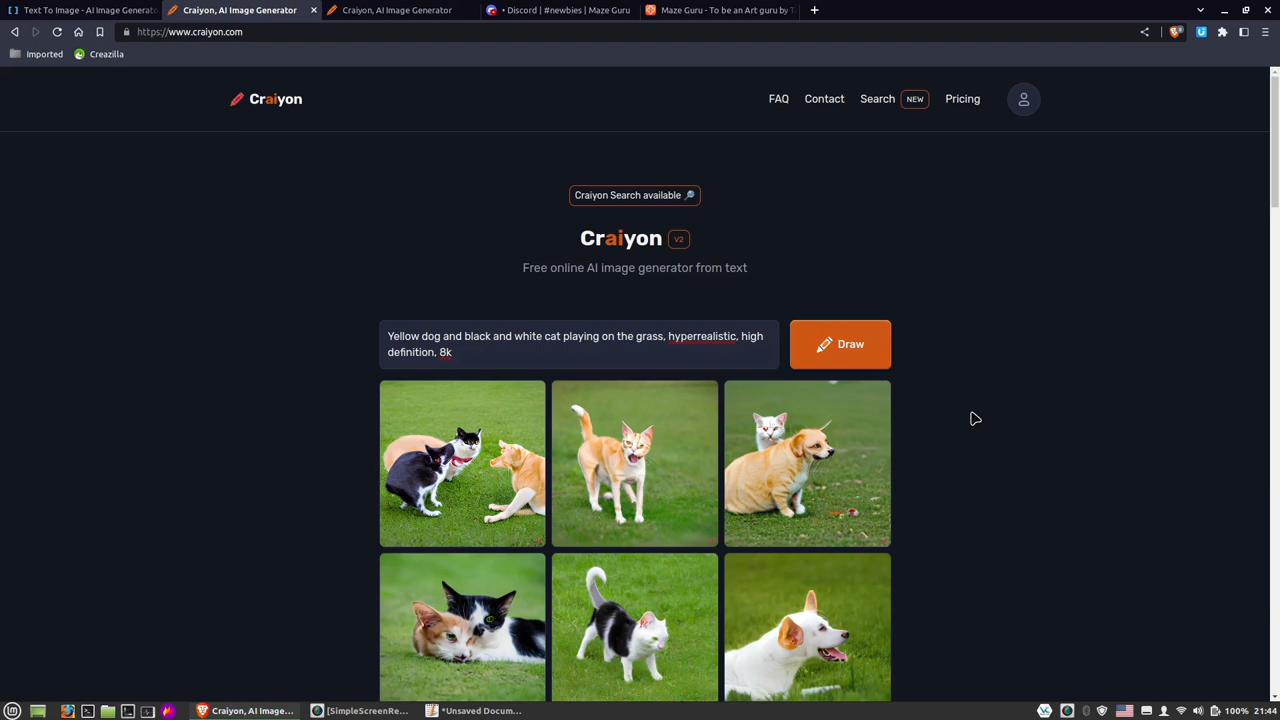 Text To Image - AI Image Generato
Craiyon, AI Image Generator
Craiyon, AI Image Generator
• Discord | #newbies | Maze Guru
Maze Guru - To be an Art guru by T
https://www.craiyon.com
Imported
Creazilla
Craiyon
FAQ
Contact
Search
NEW
Pricing
Craiyon Search available
Craiyon V2
Free online AI image generator from text
Yellow dog and black and white cat playing on the grass, hyperrealistic, high
definition, 8k
Draw
Craiyon, AI Image...
[SimpleScreenRe...
*Unsaved Docum...
100%
21:44